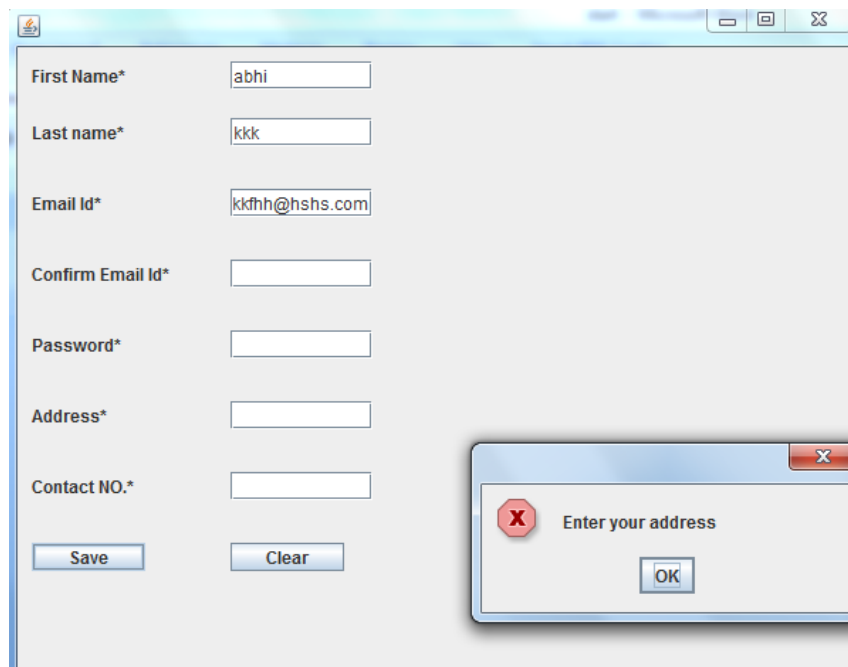 First Name* abhi
Last name* kkk
Email Id* kkfhh@hshs.com
Confirm Email Id*
Password*
Address*
Contact NO.*
Save Clear
Enter your address
OK